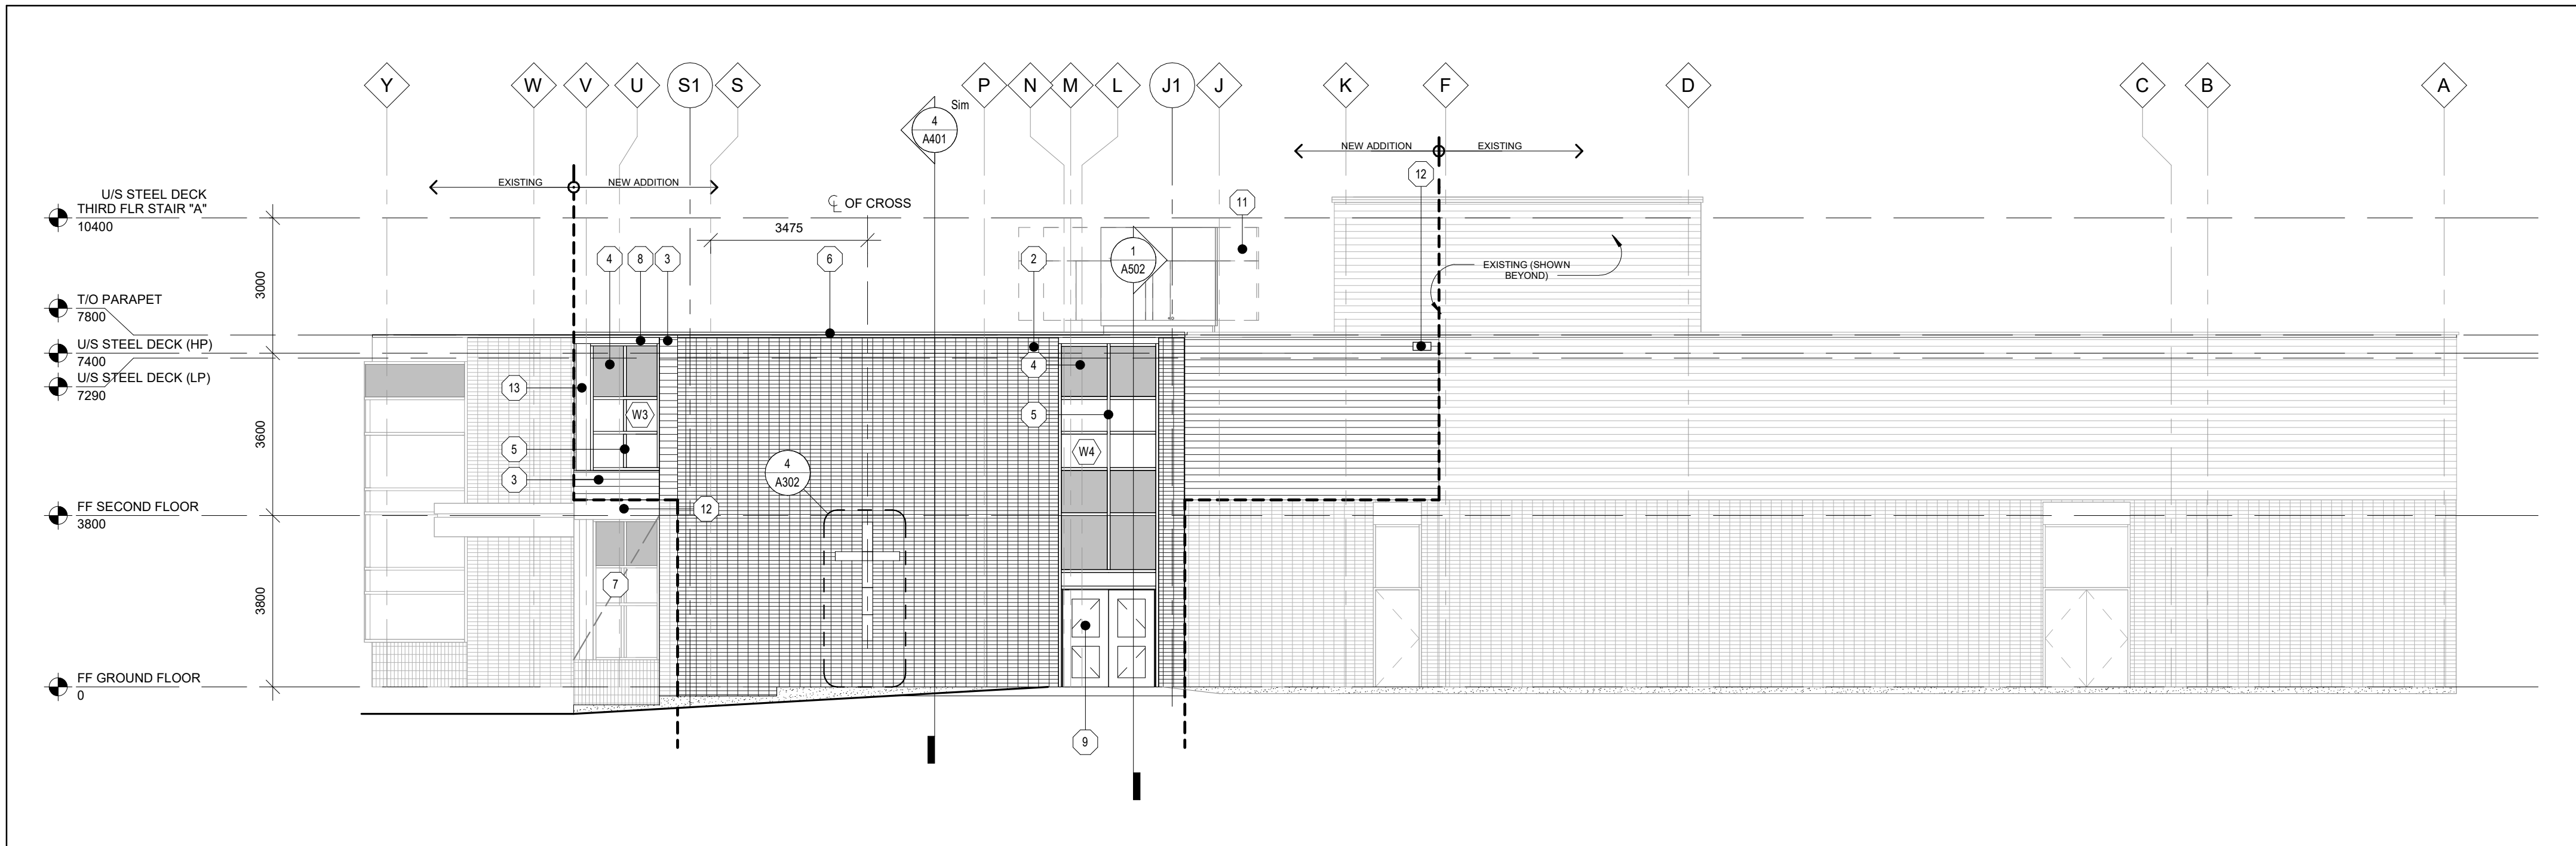 Y W V U S1 S P N M L J1 J K F D C B A
Sim
4
A401
NEW ADDITION EXISTING
EXISTING NEW ADDITION
12
U/S STEEL DECK
THIRD FLR STAIR "A"
10400
℄ OF CROSS
11
3475
4 8 3 6 2
1
A502
EXISTING (SHOWN
BEYOND)
3000
T/O PARAPET
7800
U/S STEEL DECK (HP)
7400
U/S STEEL DECK (LP)
7290
4
13
W3
5
3600
5
W4
3
4
A302
FF SECOND FLOOR
3800
12
7
3800
FF GROUND FLOOR
0
9